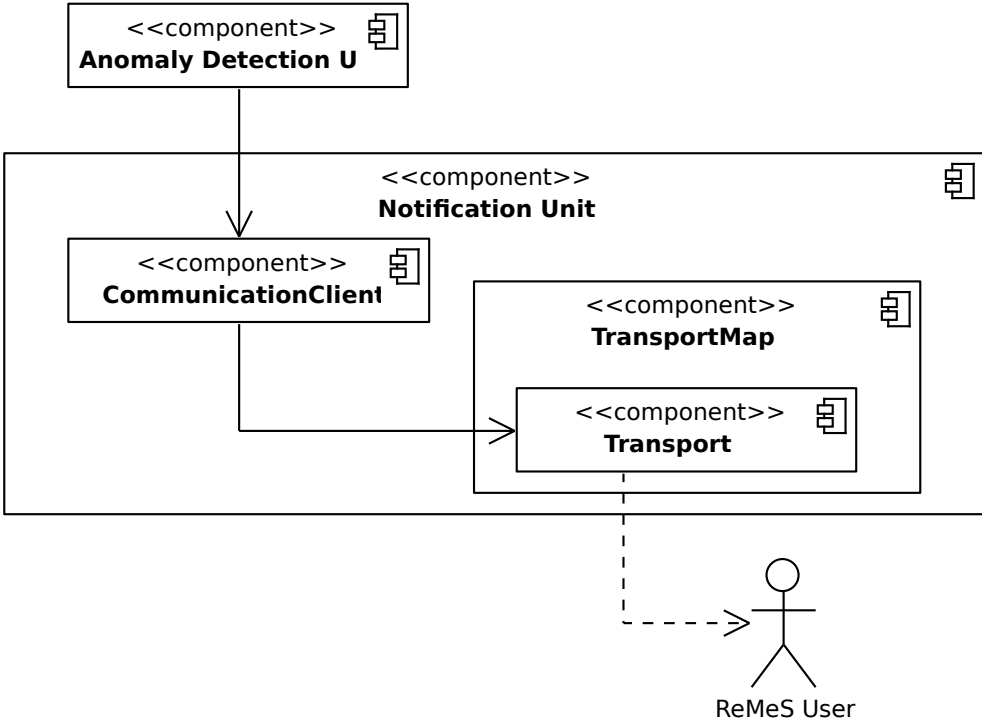 <<component>>
Anomaly Detection U
<<component>>
Notification Unit
<<component>>
CommunicationClient
<<component>>
TransportMap
<<component>>
Transport
ReMeS User